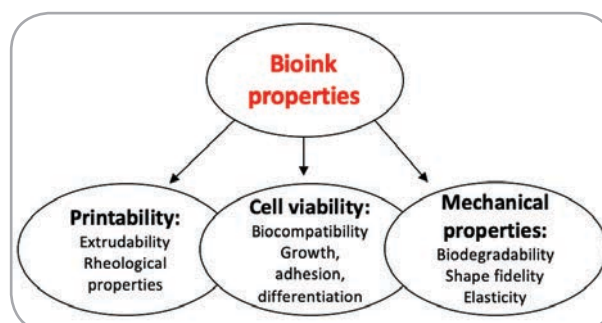 Bioink
properties
Printability:
Extrudability
Rheological
properties
Cell viability:
Biocompatibility
Growth,
adhesion,
differentiation
Mechanical
properties:
Biodegradability
Shape fidelity
Elasticity